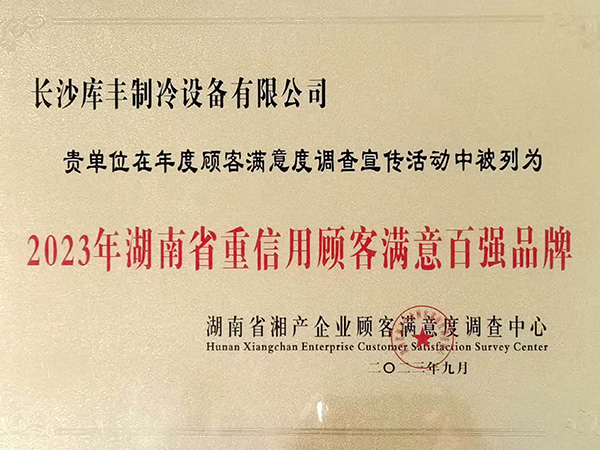 长沙库丰制冷设备有限公司
贵单位在年度顾客满意度调查宣传活动中被列为
2023年湖南省重信用顾客满意百强品牌
湖南省湘产企业顾客满意度调查中心
Hunan Xiangchan Enterprise Customer Satisfaction Survey Center
二〇二三年九月